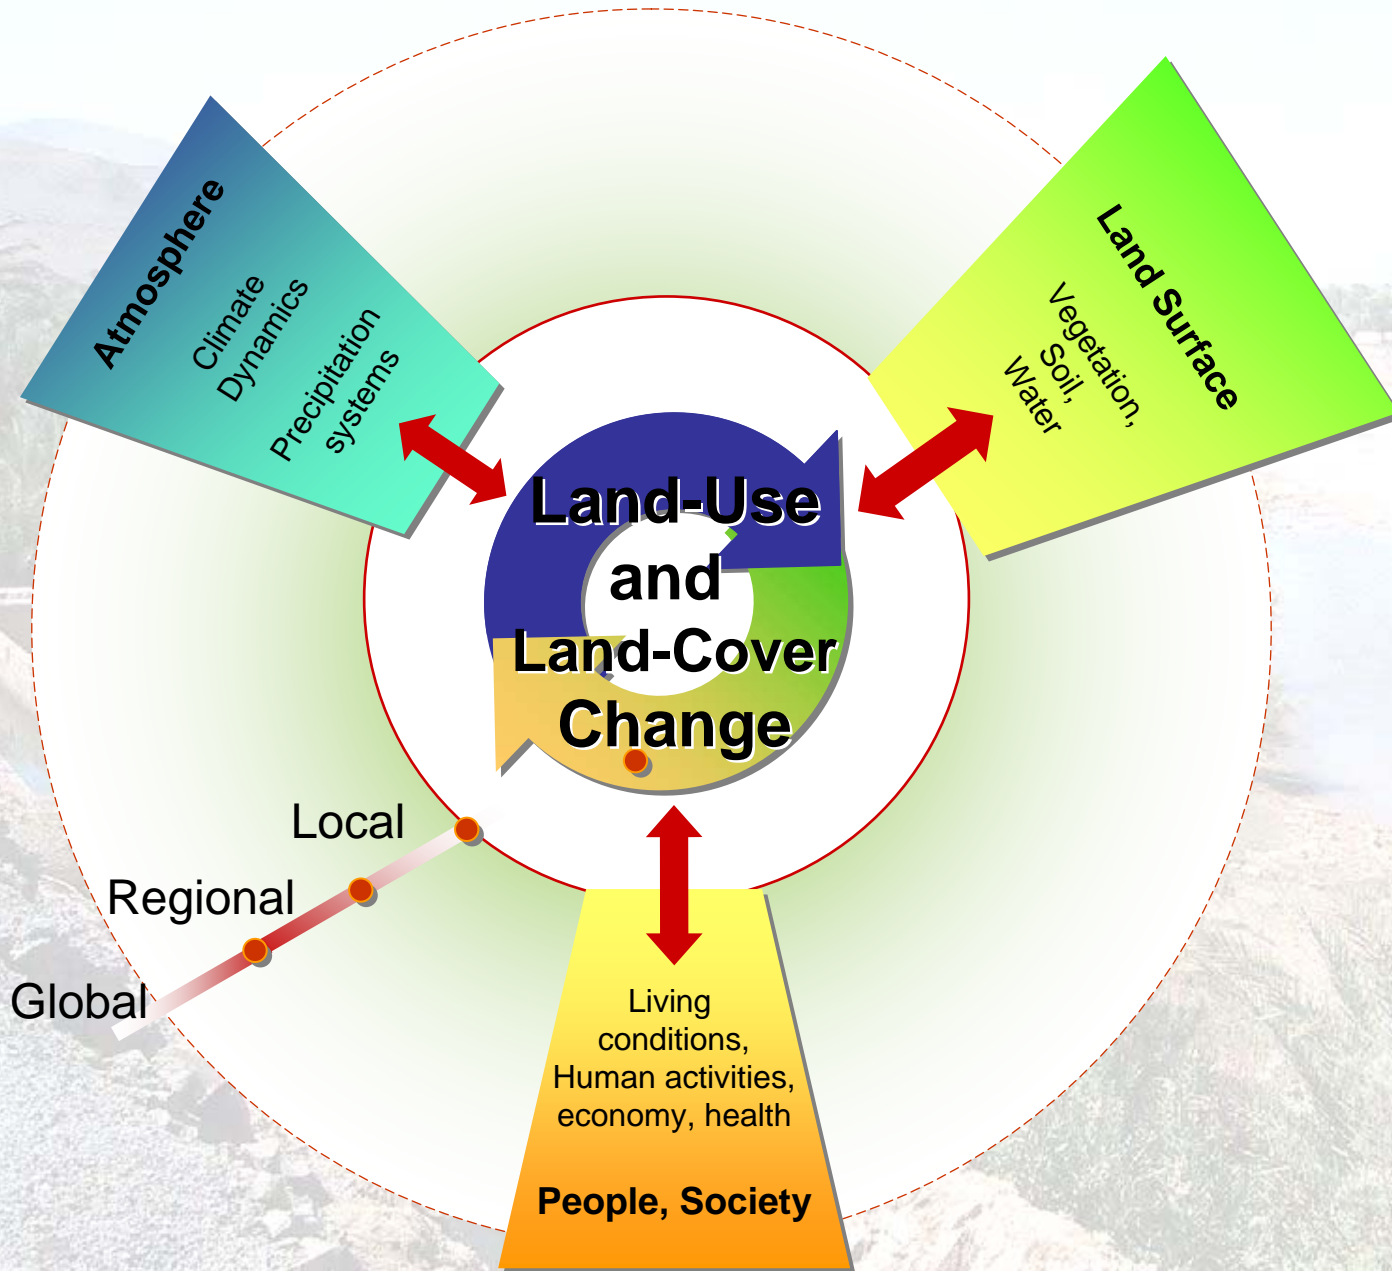 Atmosphere
Climate
Dynamics
Precipitation
systems
Land Surface
Vegetation,
Soil,
Water
Land-Use
and
Land-Cover
Change
Local
Regional
Global
Living
conditions,
Human activities,
economy, health
People, Society